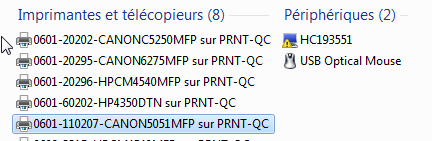 Imprimantes et télécopieurs (8)
0601-20202-CANONC5250MFP sur PRNT-QC
0601-20295-CANON6275MFP sur PRNT-QC
0601-20296-HPCM4540MFP sur PRNT-QC
0601-60202-HP4350DTN sur PRNT-QC
0601-110207-CANON5051MFP sur PRNT-QC
Périphériques (2)
HC193551
USB Optical Mouse